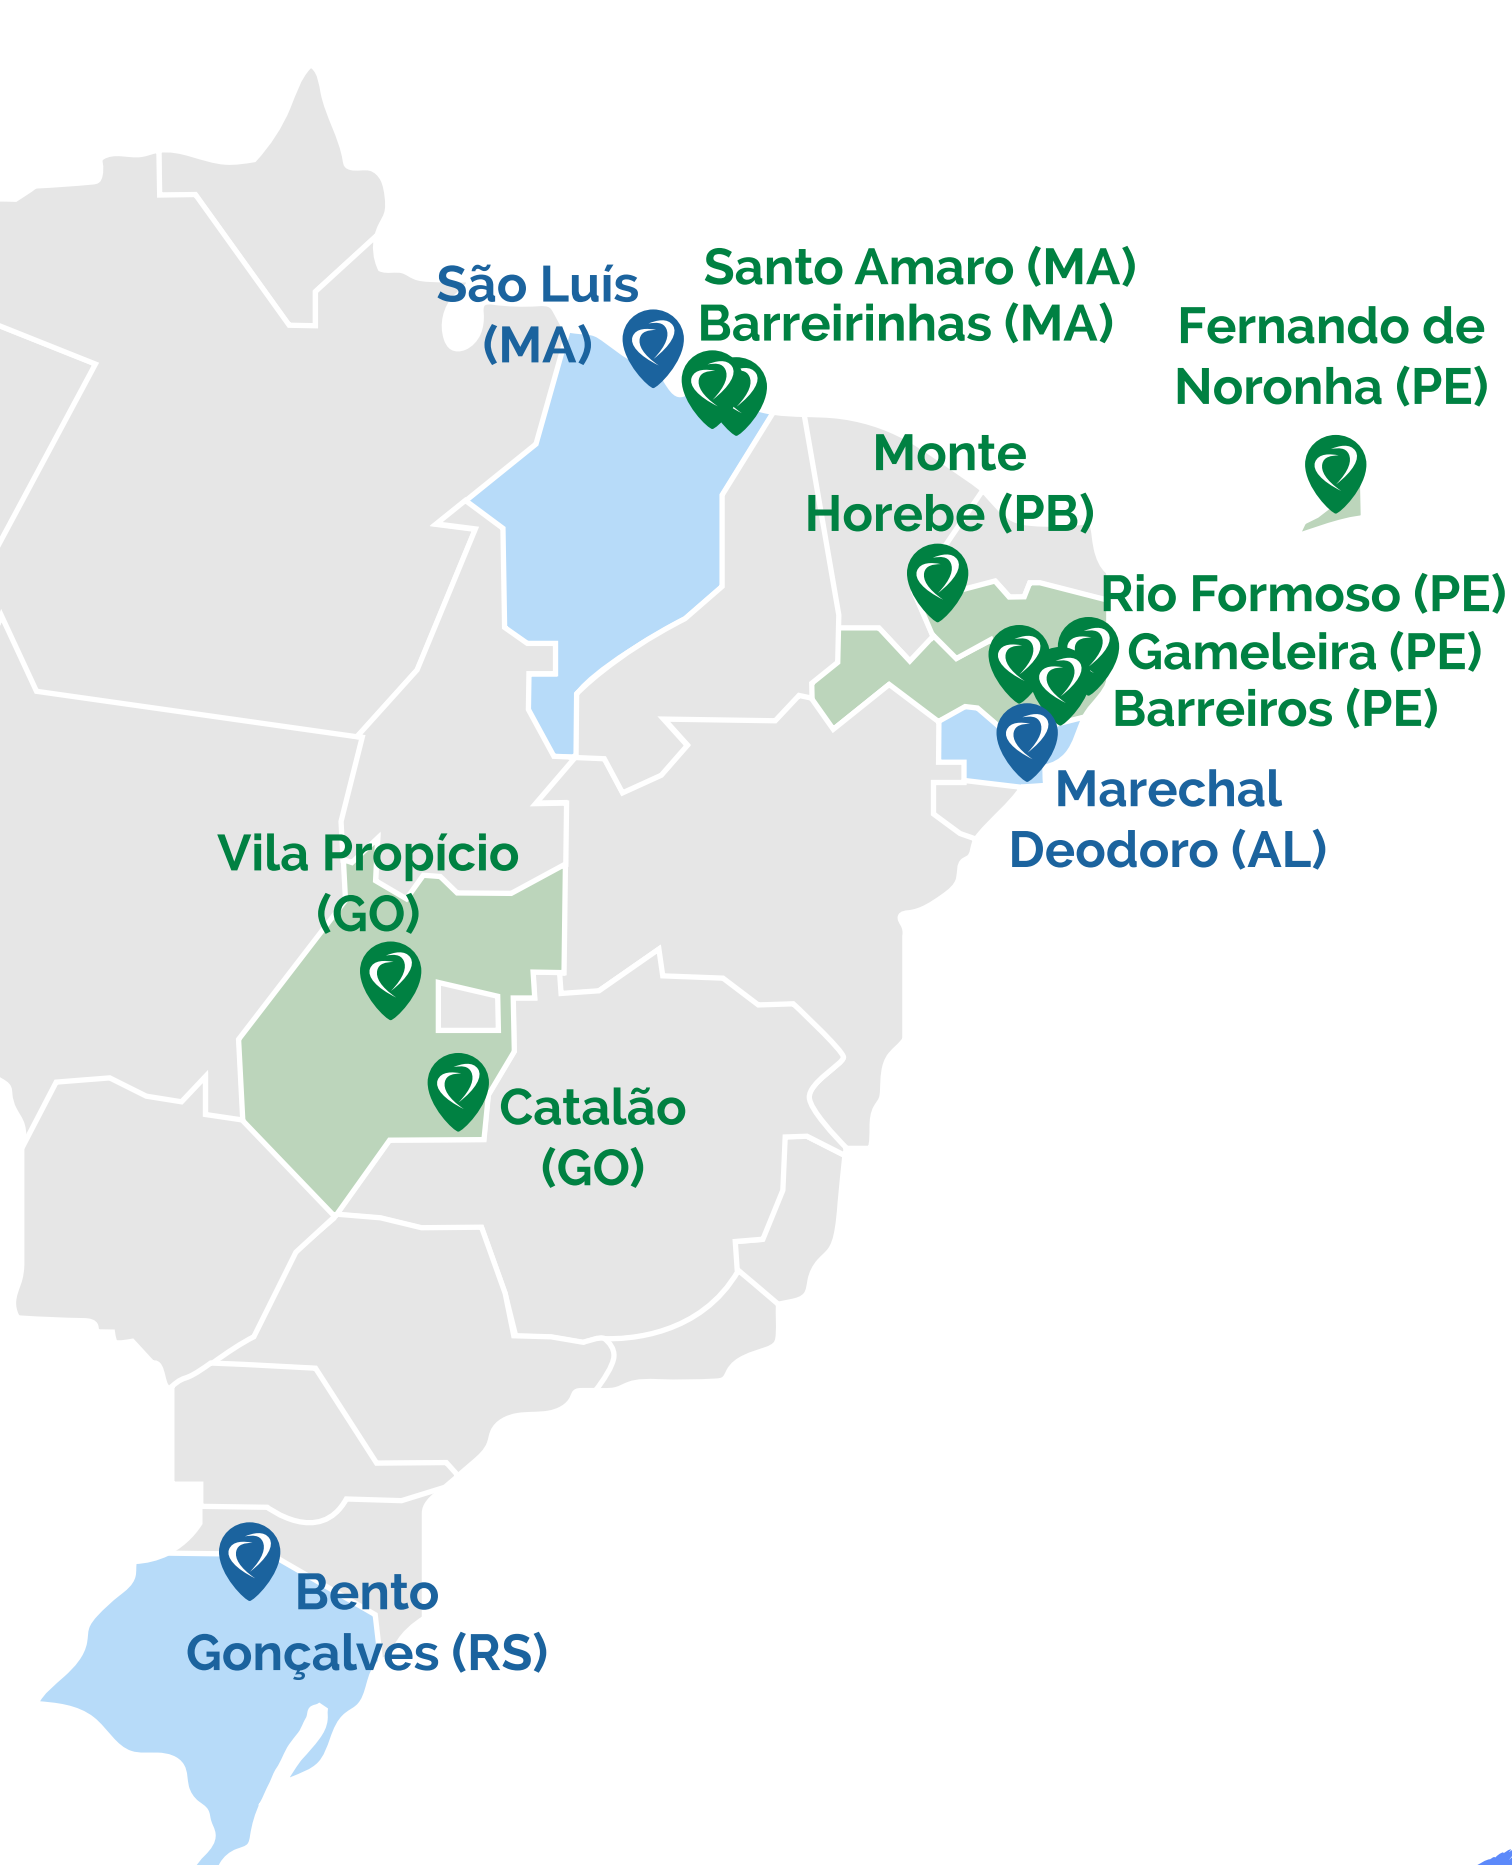 São Luís
(MA)
Santo Amaro (MA)
Barreirinhas (MA)
Fernando de
Noronha (PE)
Monte
Horebe (PB)
Rio Formoso (PE)
Gameleira (PE)
Barreiros (PE)
Marechal
Deodoro (AL)
Vila Propício
(GO)
Catalão
(GO)
Bento
Gonçalves (RS)